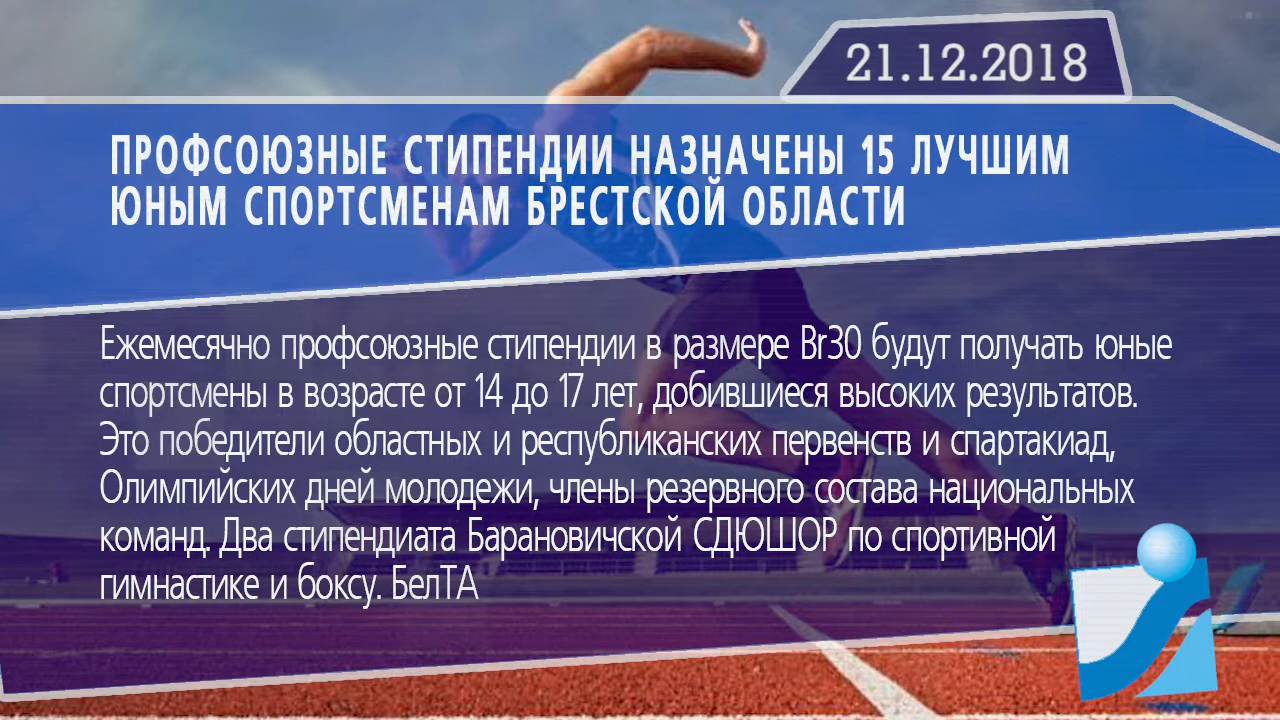 21.12.2018
ПРОФСОЮЗНЫЕ СТИПЕНДИИ НАЗНАЧЕНЫ 15 ЛУЧШИМ
ЮНЫМ СПОРТСМЕНАМ БРЕСТСКОЙ ОБЛАСТИ
Ежемесячно профсоюзные стипендии в размере Br30 будут получать юные
спортсмены в возрасте от 14 до 17 лет, добившиеся высоких результатов.
Это победители областных и республиканских первенств и спартакиад,
Олимпийских дней молодежи, члены резервного состава национальных
команд. Два стипендиата Барановичской СДЮШОР по спортивной
гимнастике и боксу. БелТА